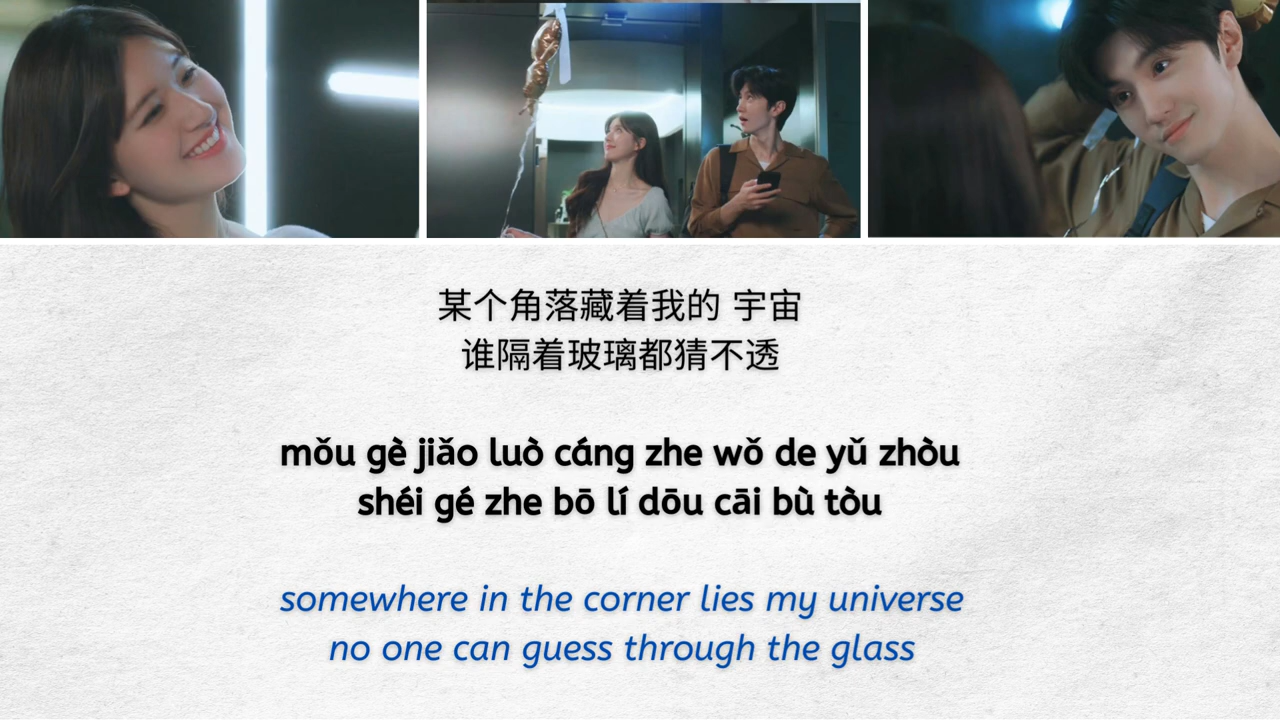 某个角落藏着我的 宇宙
谁隔着玻璃都猜不透
mǒu gè jiǎo luò cáng zhe wǒ de yǔ zhòu
shéi gé zhe bō lí dōu cāi bù tòu
somewhere in the corner lies my universe
no one can guess through the glass